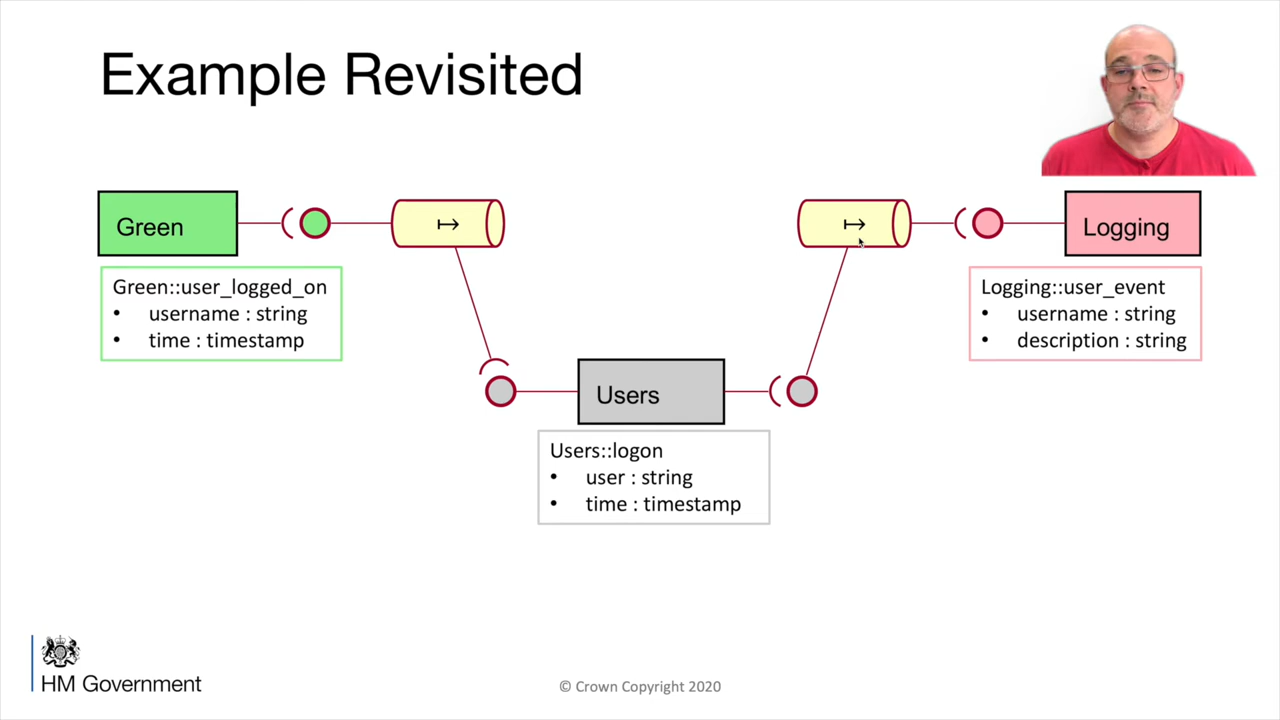 Example Revisited
Green
↦
↦
Logging
Green::user_logged_on
• username : string
• time : timestamp
Logging::user_event
• username : string
• description : string
Users
Users::logon
• user : string
• time : timestamp
HM Government
© Crown Copyright 2020